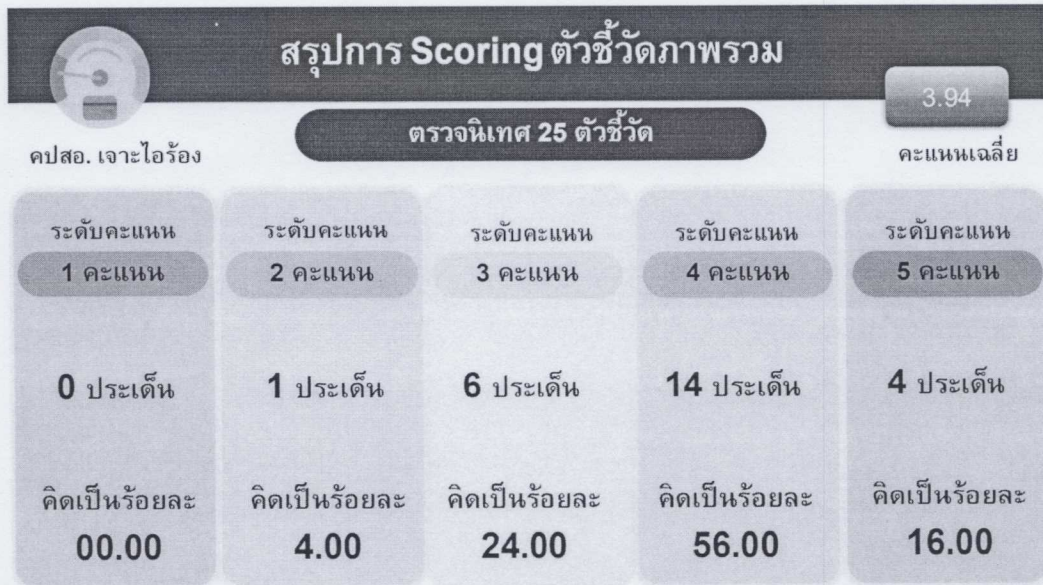 สรุปการ Scoring ตัวชี้วัดภาพรวม
3.94
ตรวจนิเทศ 25 ตัวชี้วัด
คปสอ. เจาะไอร้อง
คะแนนเฉลี่ย
ระดับคะแนน ระดับคะแนน ระดับคะแนน ระดับคะแนน ระดับคะแนน
1 คะแนน 2 คะแนน 3 คะแนน 4 คะแนน 5 คะแนน
0 ประเด็น 1 ประเด็น 6 ประเด็น 14 ประเด็น 4 ประเด็น
คิดเป็นร้อยละ คิดเป็นร้อยละ คิดเป็นร้อยละ คิดเป็นร้อยละ คิดเป็นร้อยละ
00.00 4.00 24.00 56.00 16.00